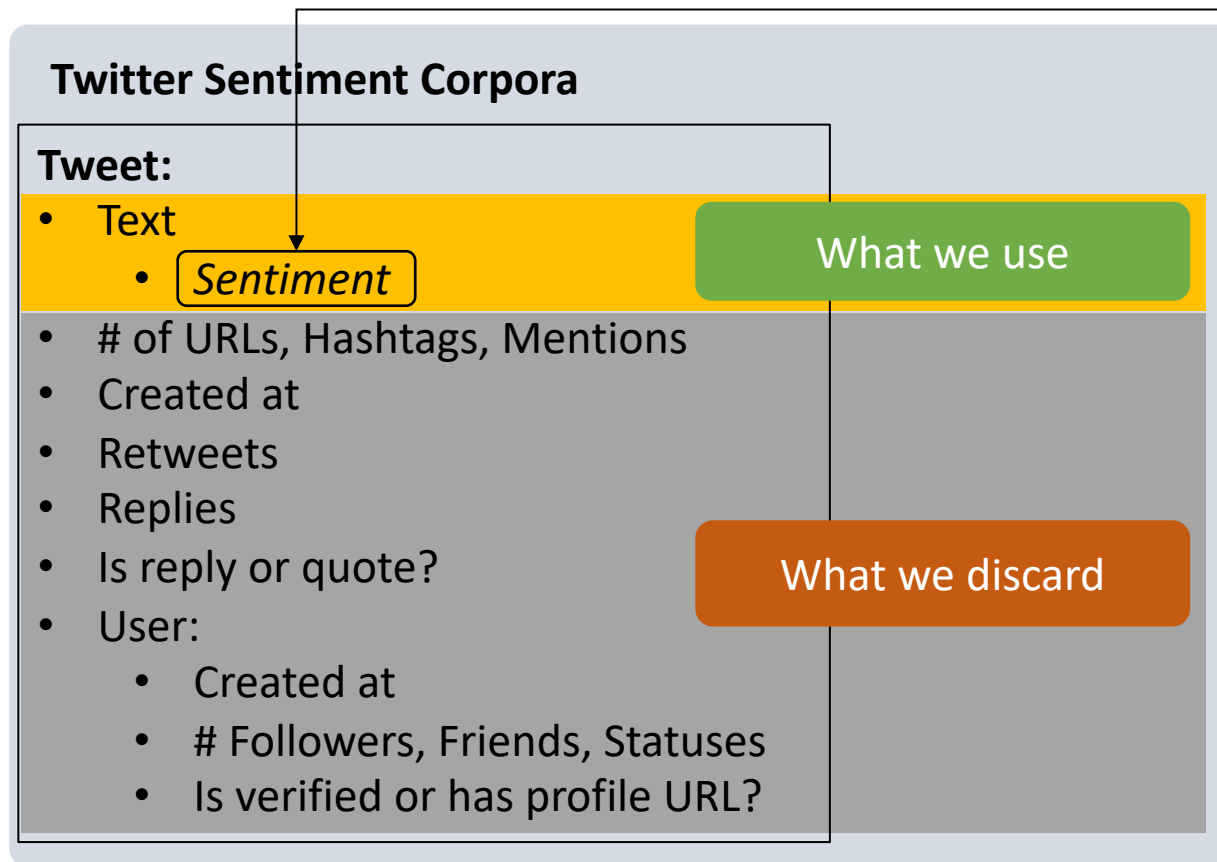 Twitter Sentiment Corpora
Tweet:
• Text
• Sentiment
What we use
• # of URLs, Hashtags, Mentions
• Created at
• Retweets
• Replies
• Is reply or quote?
What we discard
• User:
• Created at
• # Followers, Friends, Statuses
• Is verified or has profile URL?